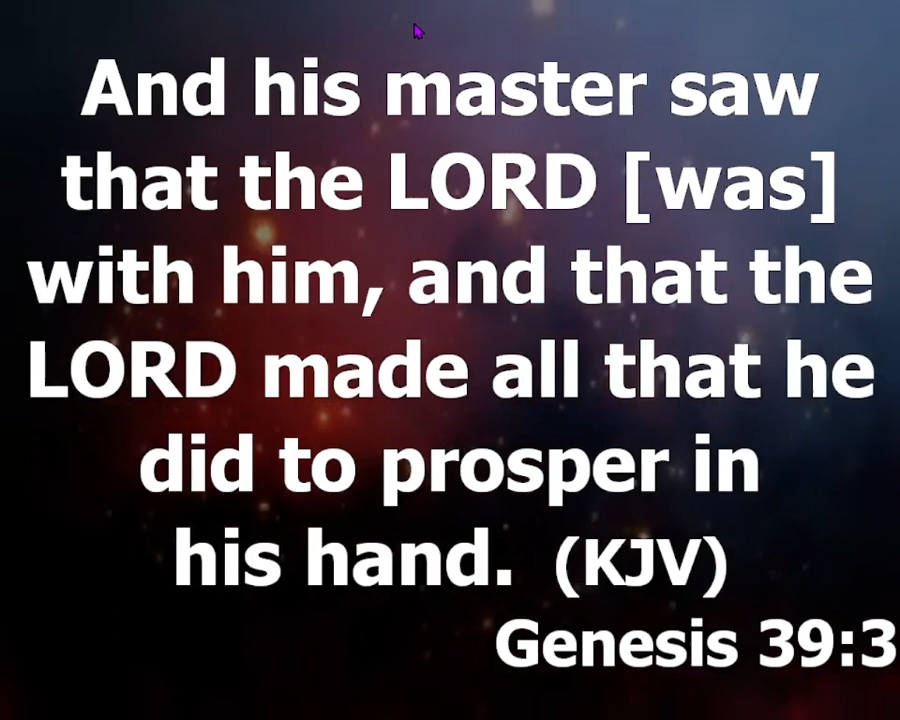 And his master saw
that the LORD [was]
with him, and that the
LORD made all that he
did to prosper in
his hand.  (KJV)
Genesis 39:3